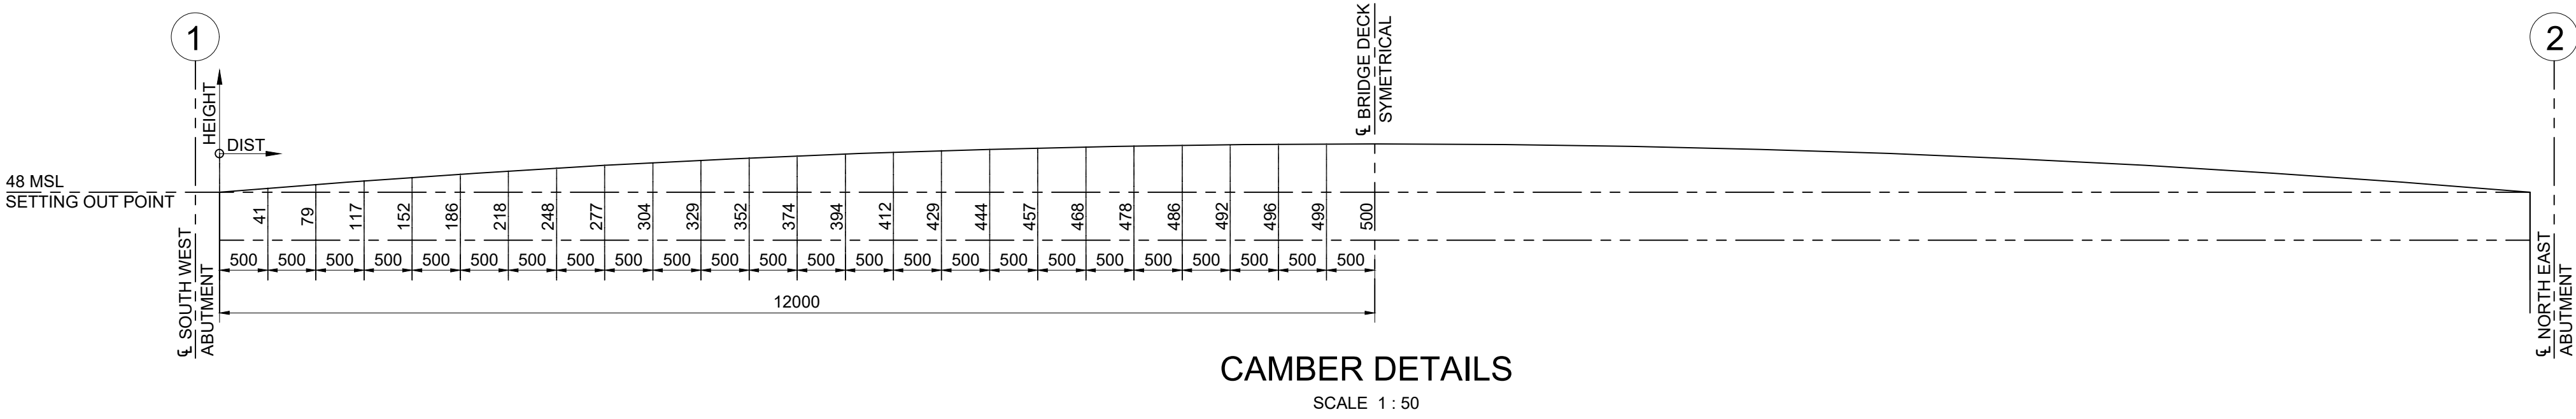 1
2
HEIGHT
DIST
℄ BRIDGE DECK
SYMETRICAL
48 MSL
SETTING OUT POINT
41 79 117 152 186 218 248 277 304 329 352 374 394 412 429 444 457 468 478 486 492 496 499 500
500 500 500 500 500 500 500 500 500 500 500 500 500 500 500 500 500 500 500 500 500 500 500 500
12000
℄ SOUTH WEST
ABUTMENT
℄ NORTH EAST
ABUTMENT
CAMBER DETAILS
SCALE 1 : 50